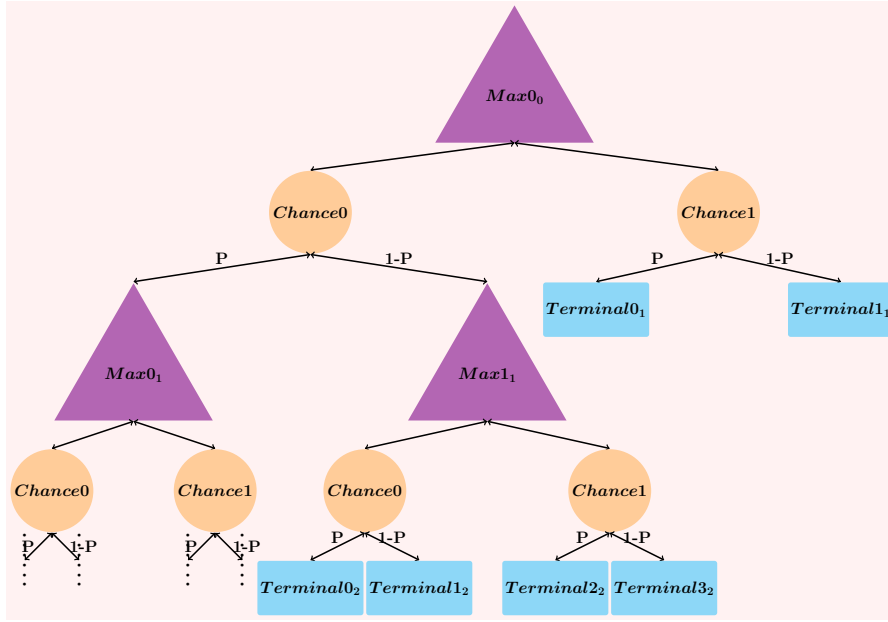 Max0₀
Chance0
Chance1
P
1-P
P
1-P
Terminal0₁
Terminal1₁
Max0₁
Max1₁
Chance0
Chance1
Chance0
Chance1
P
1-P
P
1-P
P
1-P
P
1-P
Terminal0₂
Terminal1₂
Terminal2₂
Terminal3₂